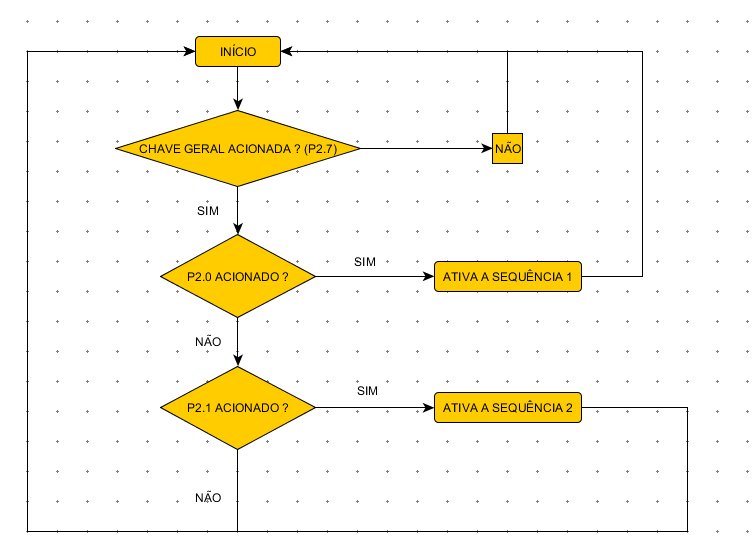 INÍCIO
CHAVE GERAL ACIONADA ? (P2.7)
NÃO
SIM
P2.0 ACIONADO ?
SIM
ATIVA A SEQUÊNCIA 1
NÃO
P2.1 ACIONADO ?
SIM
ATIVA A SEQUÊNCIA 2
NÃO